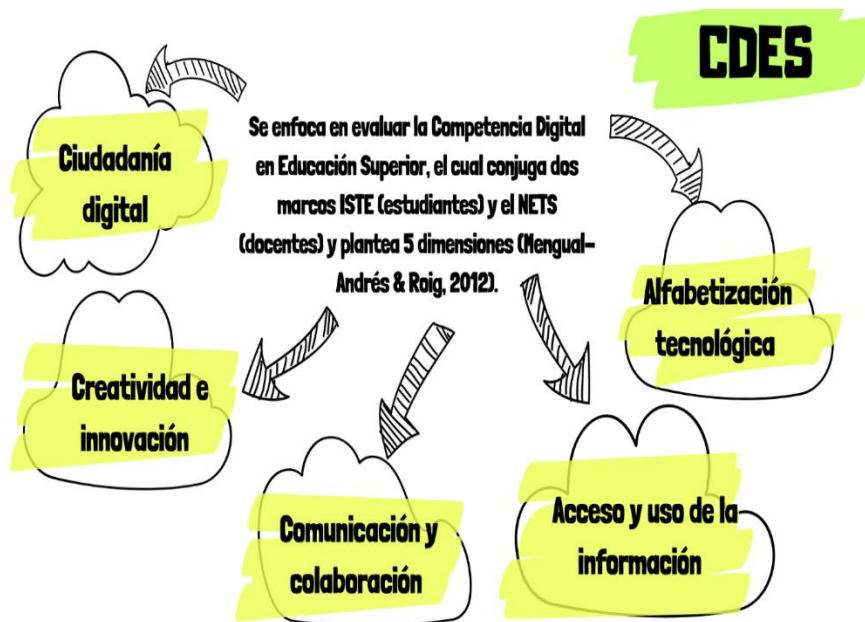 CDES
Se enfoca en evaluar la Competencia Digital
en Educación Superior, el cual conjuga dos
marcos ISTE (estudiantes) y el NETS
(docentes) y plantea 5 dimensiones (Mengual-
Andrés & Roig, 2012).
Ciudadanía
digital
Creatividad e
innovación
Comunicación y
colaboración
Acceso y uso de la
información
Alfabetización
tecnológica